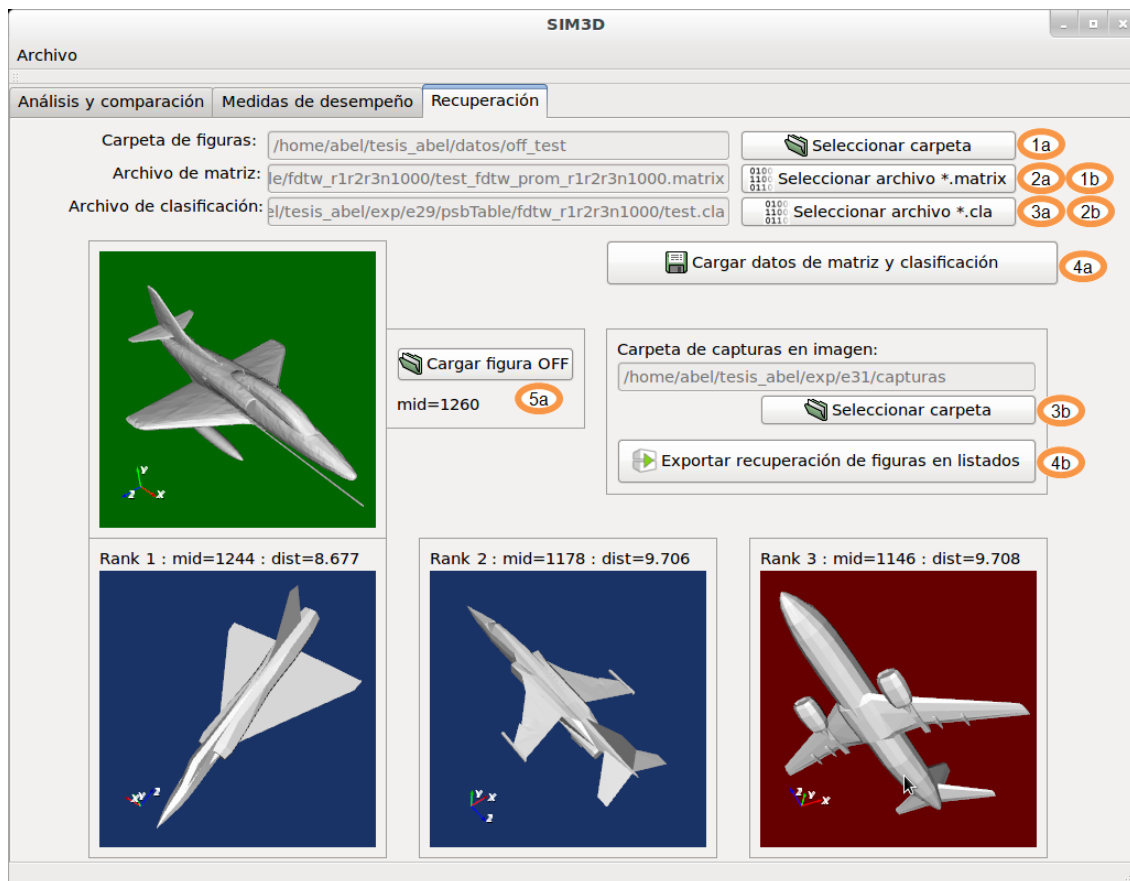 SIM3D
Archivo
Análisis y comparación Medidas de desempeño Recuperación
Carpeta de figuras: /home/abel/tesis_abel/datos/off_test Seleccionar carpeta 1a
Archivo de matriz: le/fdtw_r1r2r3n1000/test_fdtw_prom_r1r2r3n1000.matrix Seleccionar archivo *.matrix 2a 1b
Archivo de clasificación: el/tesis_abel/exp/e29/psbTable/fdtw_r1r2r3n1000/test.cla Seleccionar archivo *.cla 3a 2b
Cargar datos de matriz y clasificación 4a
Cargar figura OFF
mid=1260 5a
Carpeta de capturas en imagen:
/home/abel/tesis_abel/exp/e31/capturas
Seleccionar carpeta 3b
Exportar recuperación de figuras en listados 4b
Y
Z X
Rank 1 : mid=1244 : dist=8.677 Rank 2 : mid=1178 : dist=9.706 Rank 3 : mid=1146 : dist=9.708
X Y Z
Y X
Z
Z Y X